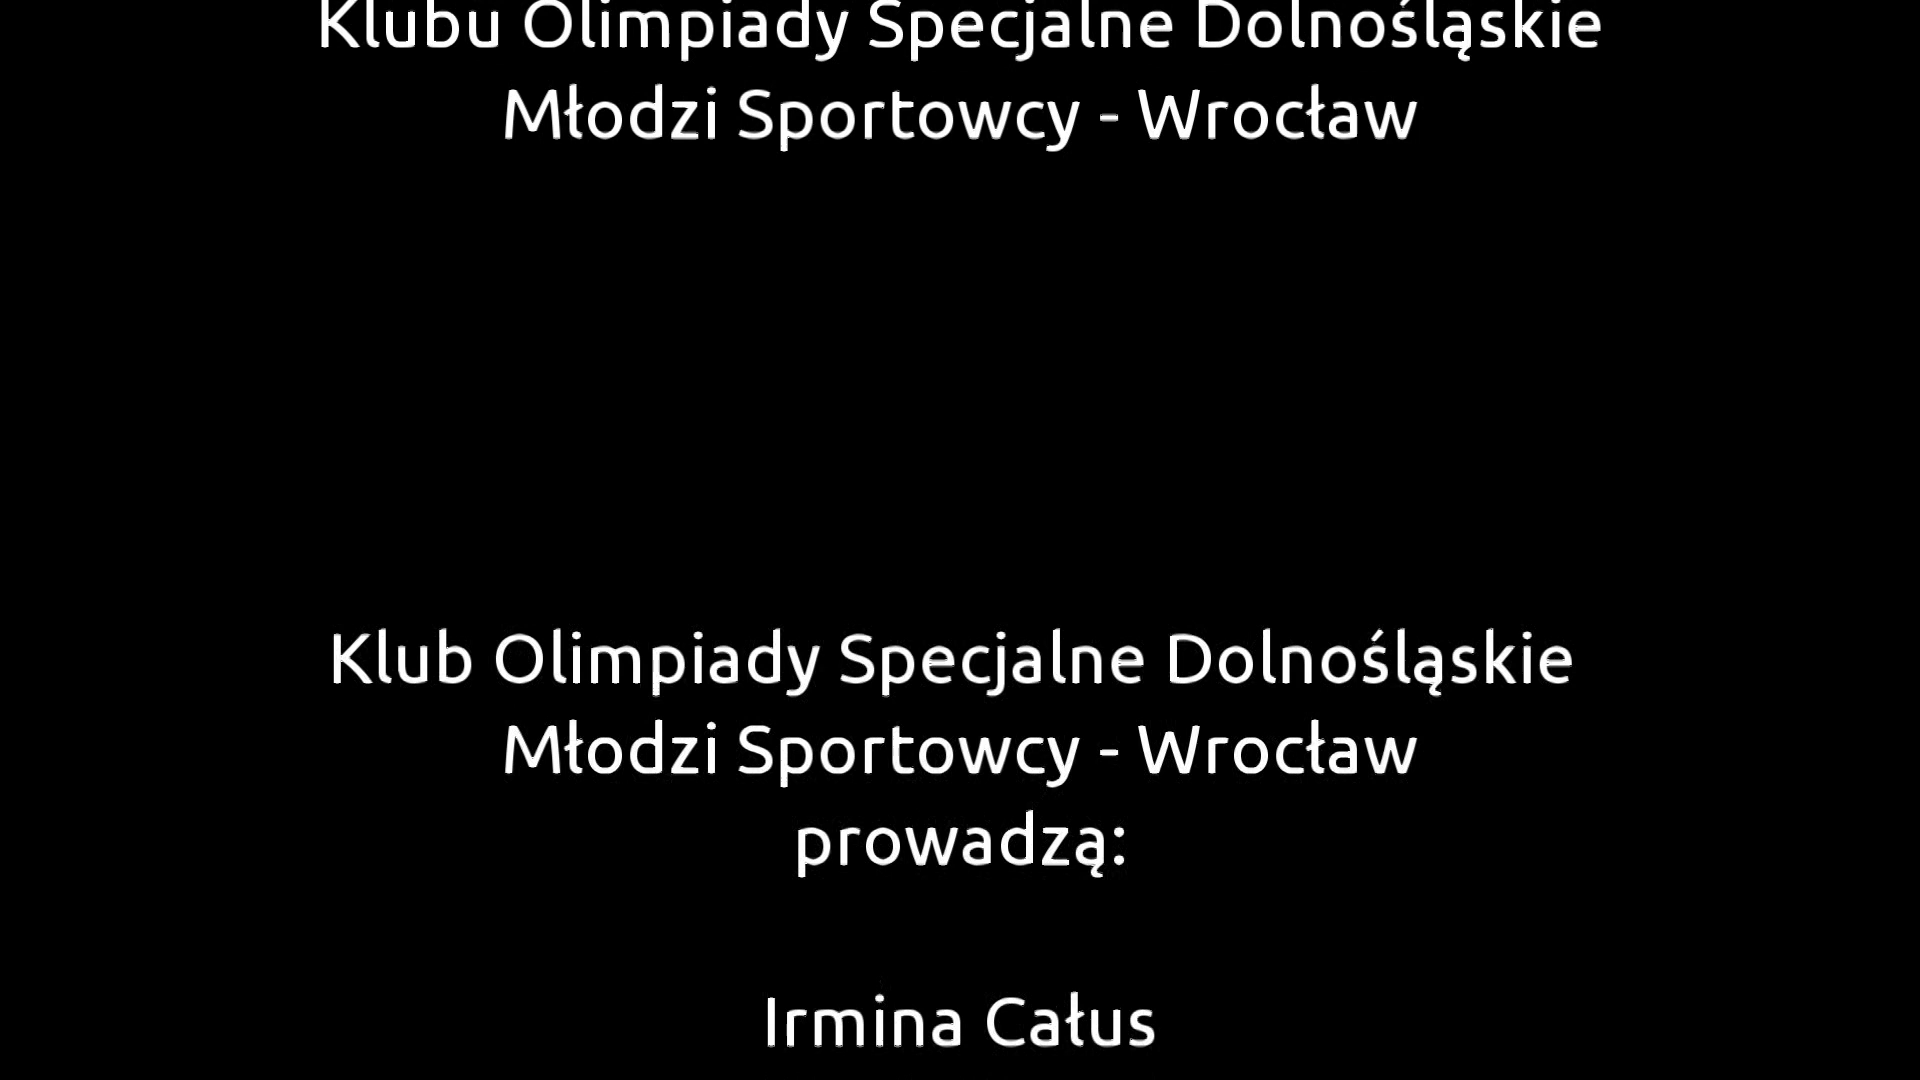 Klubu Olimpiady Specjalne Dolnośląskie
Młodzi Sportowcy - Wrocław
Klub Olimpiady Specjalne Dolnośląskie
Młodzi Sportowcy - Wrocław
prowadzą:
Irmina Całus